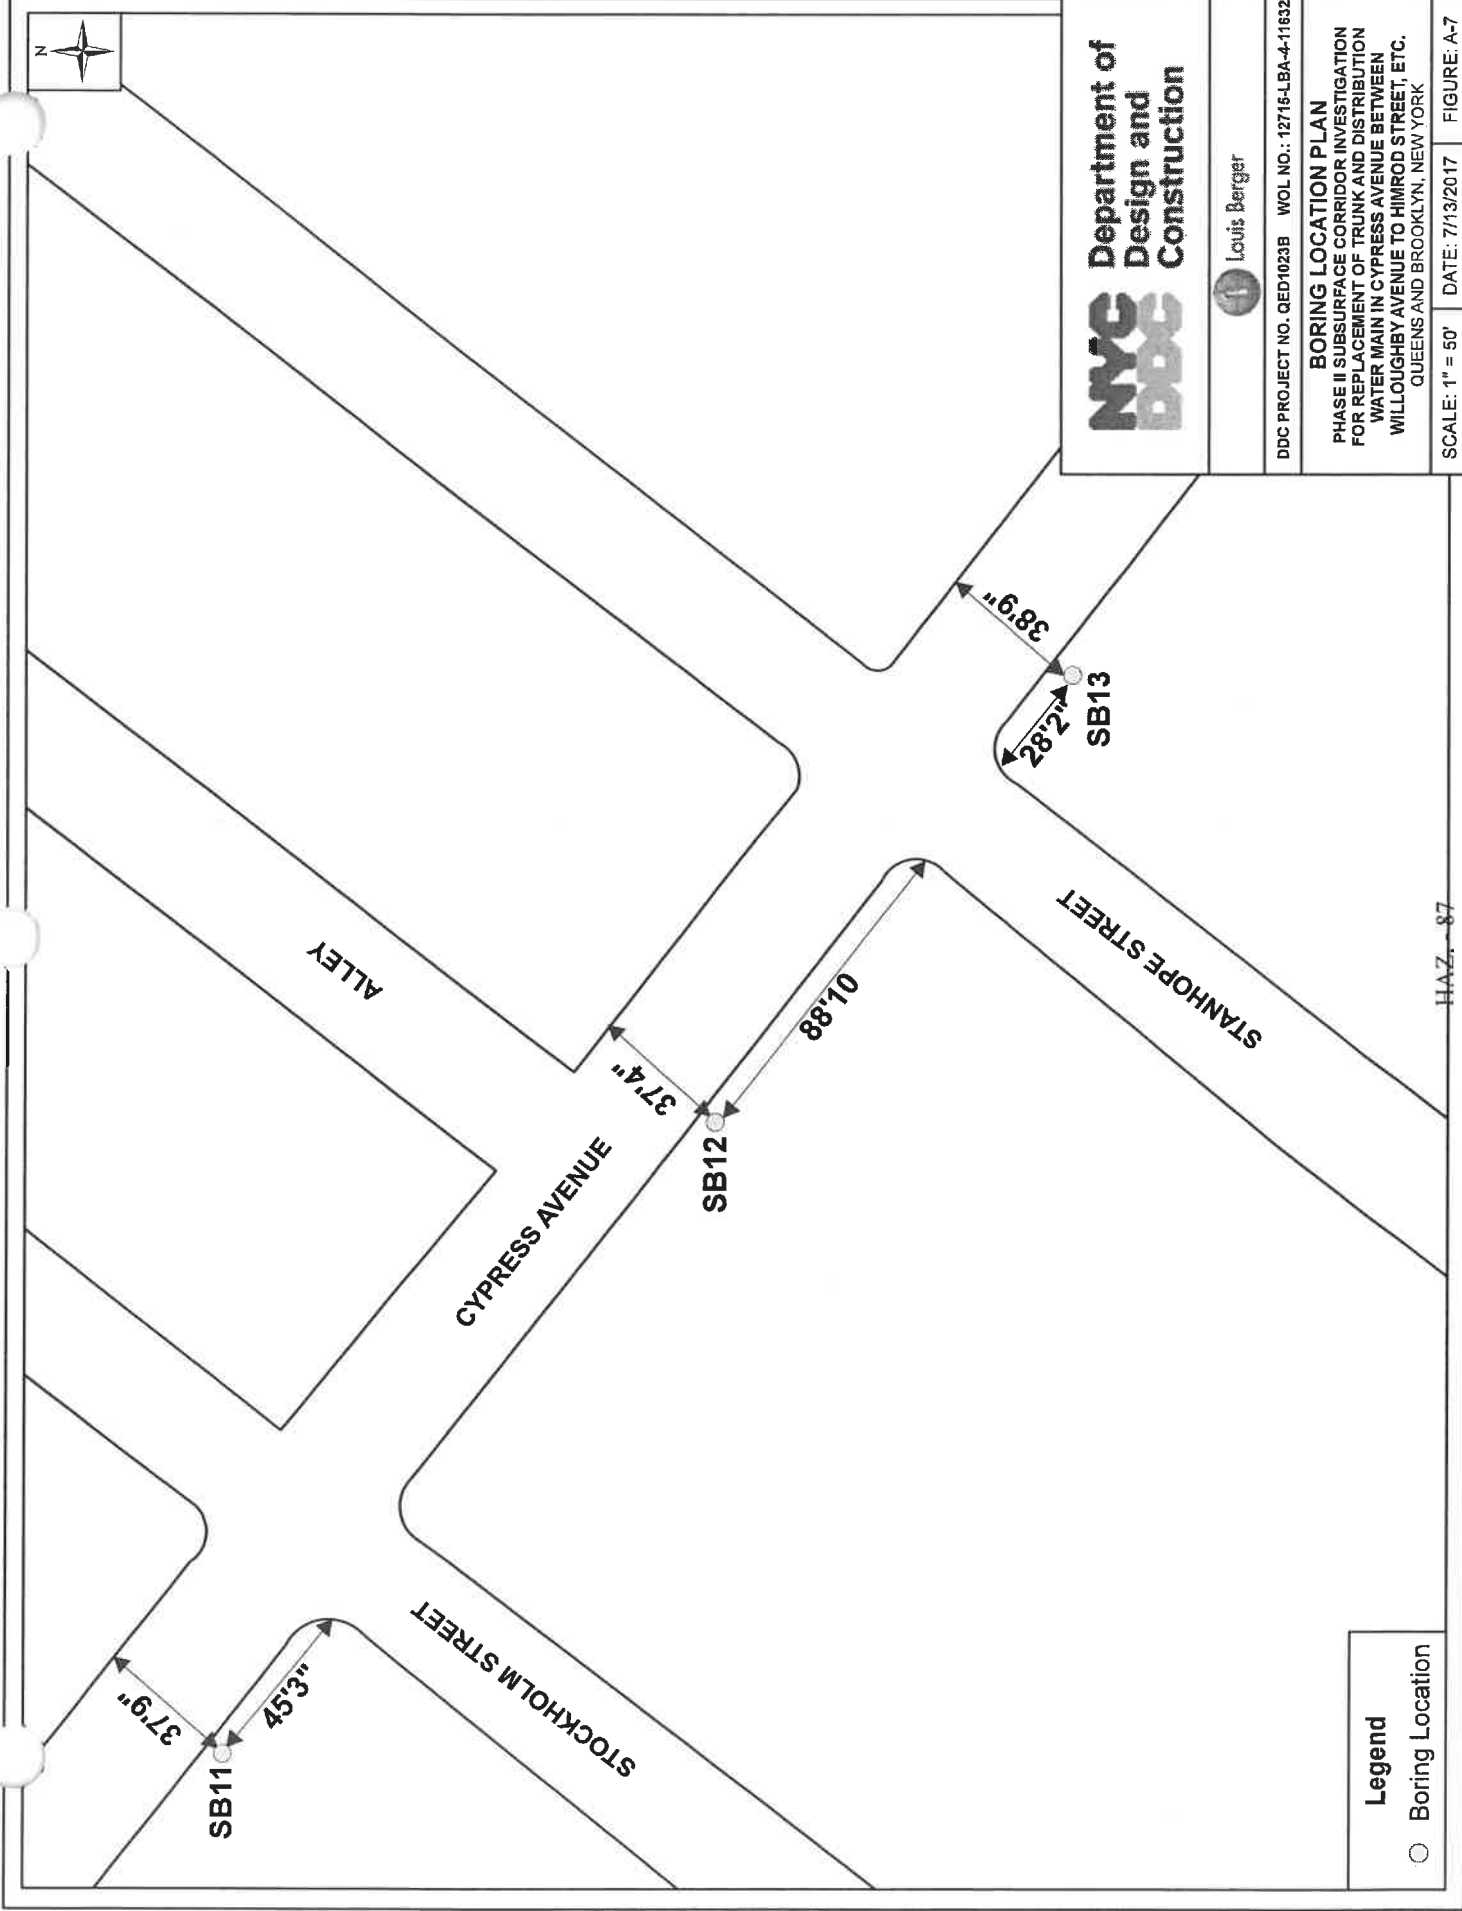 N
ALLEY
CYPRESS AVENUE
STOCKHOLM STREET
STANHOPE STREET
37'9"
45'3"
SB11
37'4"
88'10
SB12
38'9"
28'2"
SB13
Legend
Boring Location
NYC
DDC
Department of
Design and
Construction
Louis Berger
DDC PROJECT NO. QED1023B WOL NO.: 12715-LBA-4-11632
BORING LOCATION PLAN
PHASE II SUBSURFACE CORRIDOR INVESTIGATION
FOR REPLACEMENT OF TRUNK AND DISTRIBUTION
WATER MAIN IN CYPRESS AVENUE BETWEEN
WILLOUGHBY AVENUE TO HIMROD STREET, ETC.
QUEENS AND BROOKLYN, NEW YORK
SCALE: 1" = 50' DATE: 7/13/2017 FIGURE: A-7
HAZ. - 87